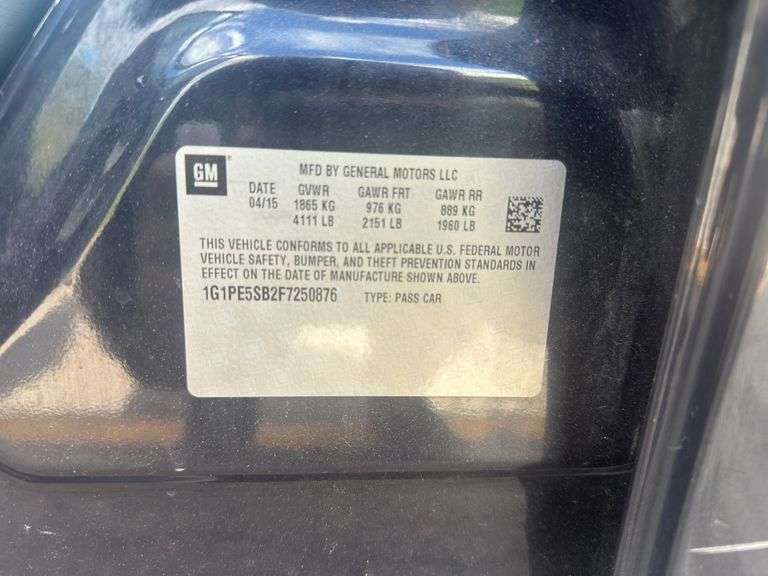 GM MFD BY GENERAL MOTORS LLC
DATE GVWR GAWR FRT GAWR RR
04/15 1865 KG 976 KG 889 KG
4111 LB 2151 LB 1960 LB
THIS VEHICLE CONFORMS TO ALL APPLICABLE U.S. FEDERAL MOTOR
VEHICLE SAFETY, BUMPER, AND THEFT PREVENTION STANDARDS IN
EFFECT ON THE DATE OF MANUFACTURE SHOWN ABOVE.
1G1PE5SB2F7250876 TYPE: PASS CAR